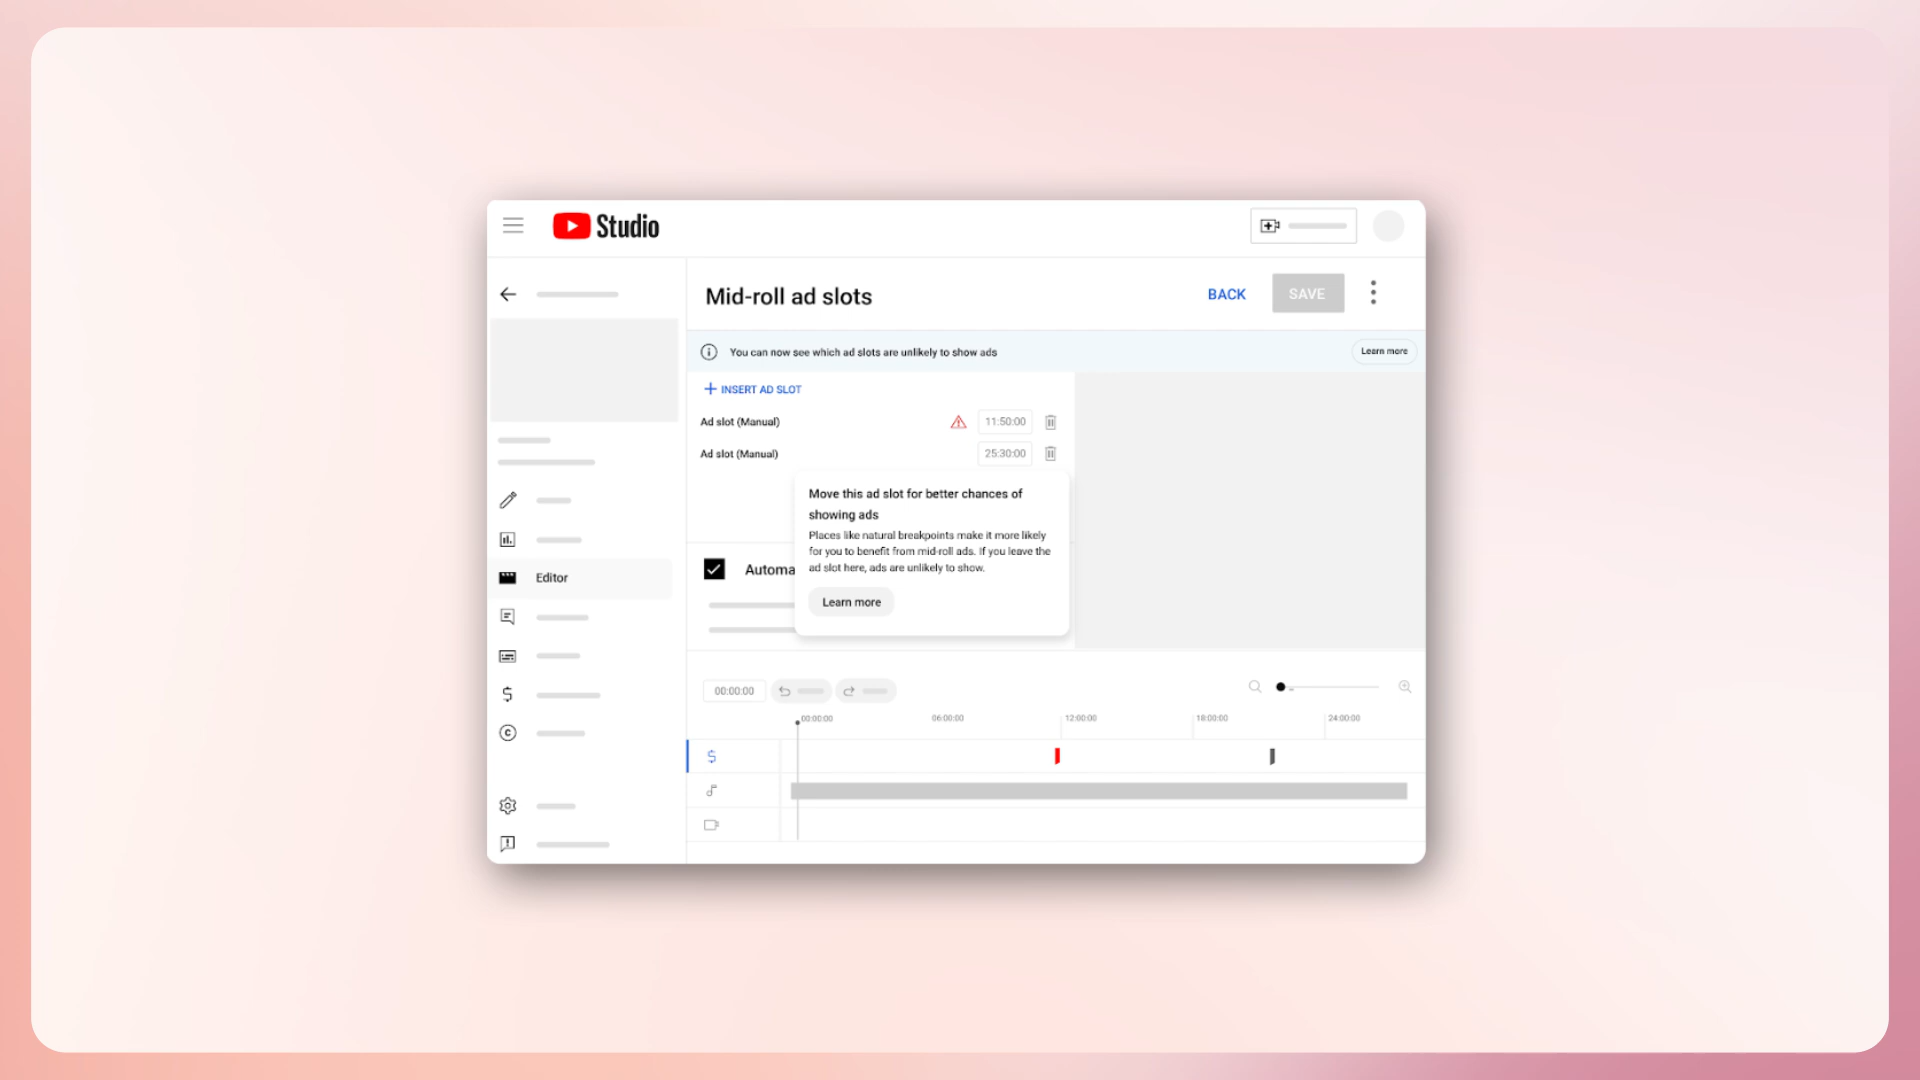 Studio
Mid-roll ad slots
BACK
SAVE
You can now see which ad slots are unlikely to show ads
Learn more
INSERT AD SLOT
Ad slot (Manual)
11:50:00
Ad slot (Manual)
25:30:00
Move this ad slot for better chances of
showing ads
Places like natural breakpoints make it more likely
for you to benefit from mid-roll ads. If you leave the
ad slot here, ads are unlikely to show.
Learn more
Automa
Editor
00:00:00
00:00:00
06:00:00
12:00:00
18:00:00
24:00:00